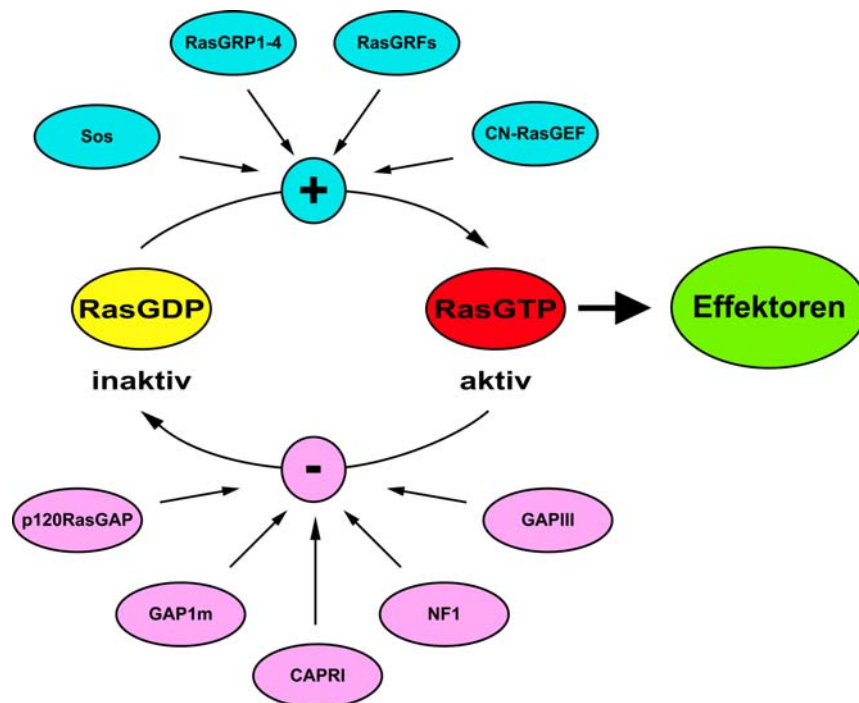 RasGRP1-4
RasGRFs
Sos
CN-RasGEF
+
RasGDP
RasGTP
Effektoren
inaktiv
aktiv
-
p120RasGAP
GAPIII
GAP1m
NF1
CAPRI